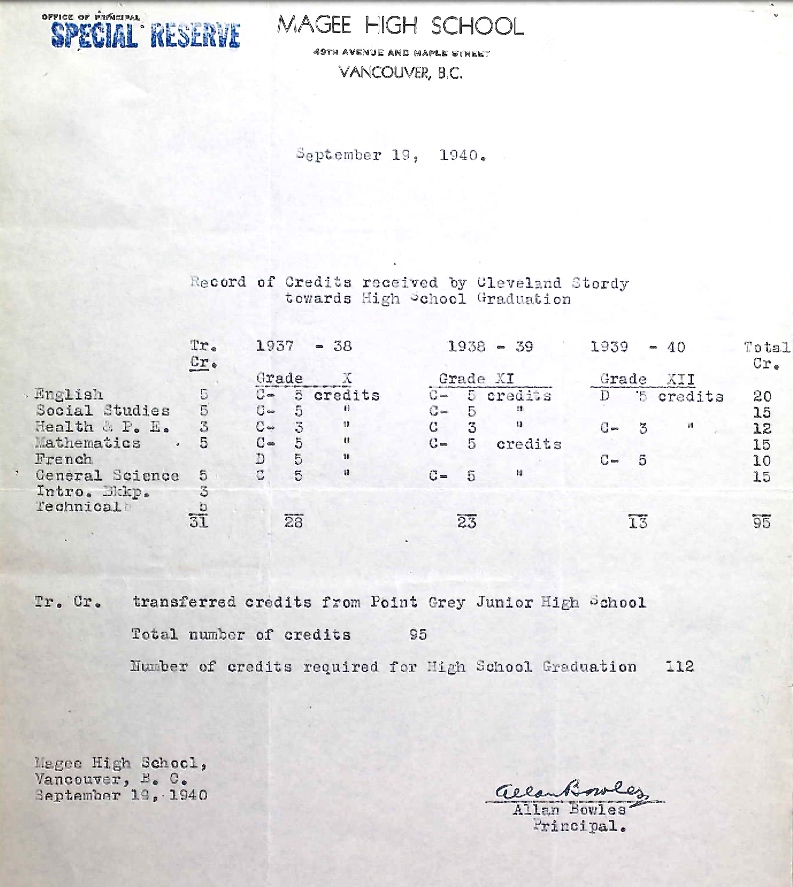 OFFICE OF PRINCIPAL
SPECIAL RESERVE
MAGEE HIGH SCHOOL
49TH AVENUE AND MAPLE STREET
VANCOUVER, B.C.
September 19, 1940.
Record of Credits received by Cleveland Stordy
towards High School Graduation
Tr. 1937 - 38 1938 - 39 1939 - 40 Total
Cr. Cr.
Grade X Grade XI Grade XII
English 5 C- 5 credits C- 5 credits D 5 credits 20
Social Studies 5 C- 5 " C- 5 " 15
Health & P. E. 3 C- 3 " C 3 " C- 3 " 12
Mathematics 5 C- 5 " C- 5 credits 15
French D 5 " C- 5 10
General Science 5 C 5 " C- 5 " 15
Intro. Bkkp. 3
Technical 5
31 28 23 13 95
Tr. Cr. transferred credits from Point Grey Junior High School
Total number of credits 95
Number of credits required for High School Graduation 112
Magee High School,
Vancouver, B. C.
September 19, 1940
Allan Bowles
Allan Bowles
Principal.